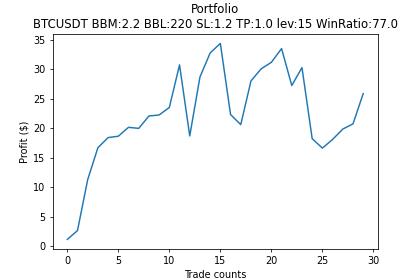 Portfolio
BTCUSDT BBM:2.2 BBL:220 SL:1.2 TP:1.0 lev:15 WinRatio:77.0
35
30
25
20
15
10
5
0
Profit ($)
0 5 10 15 20 25 30
Trade counts